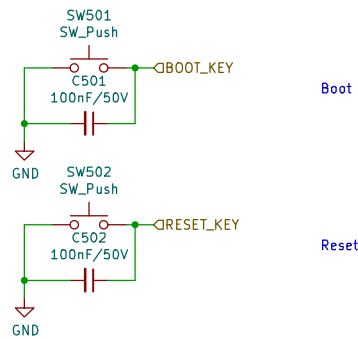 SW501
SW_Push
BOOT_KEY
C501
100nF/50V
Boot
GND
SW502
SW_Push
RESET_KEY
C502
100nF/50V
Reset
GND